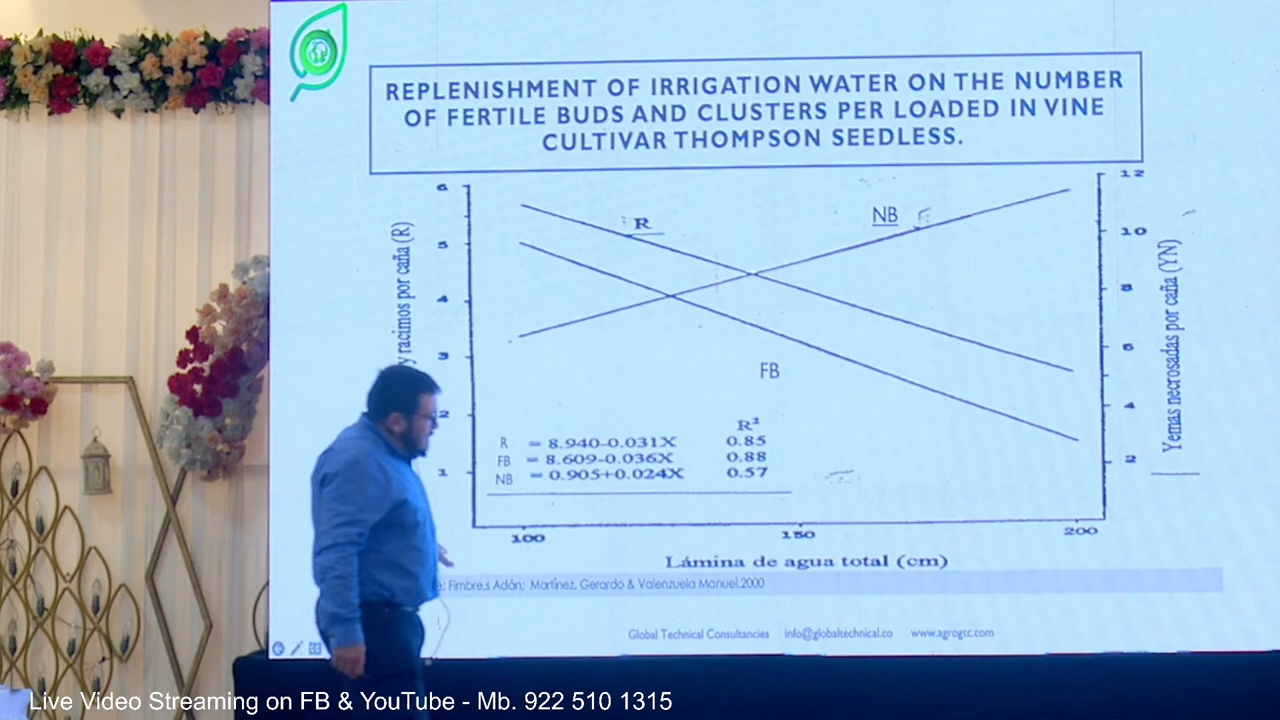 REPLENISHMENT OF IRRIGATION WATER ON THE NUMBER
OF FERTILE BUDS AND CLUSTERS PER LOADED IN VINE
CULTIVAR THOMPSON SEEDLESS.
6
5
4
3
2
1
y racimos por caña (R)
R
NB
FB
R²
R = 8.940-0.031X 0.85
FB = 8.609-0.036X 0.88
NB = 0.905+0.024X 0.57
12
10
8
6
4
2
Yemas necrosadas por caña (YN)
100 150 200
Lámina de agua total (cm)
Fimbre,s Adán; Martínez, Gerardo & Valenzuela Manuel.2000
Global Technical Consultancies info@globaltechnical.co www.agrogtc.com
Live Video Streaming on FB & YouTube - Mb. 922 510 1315